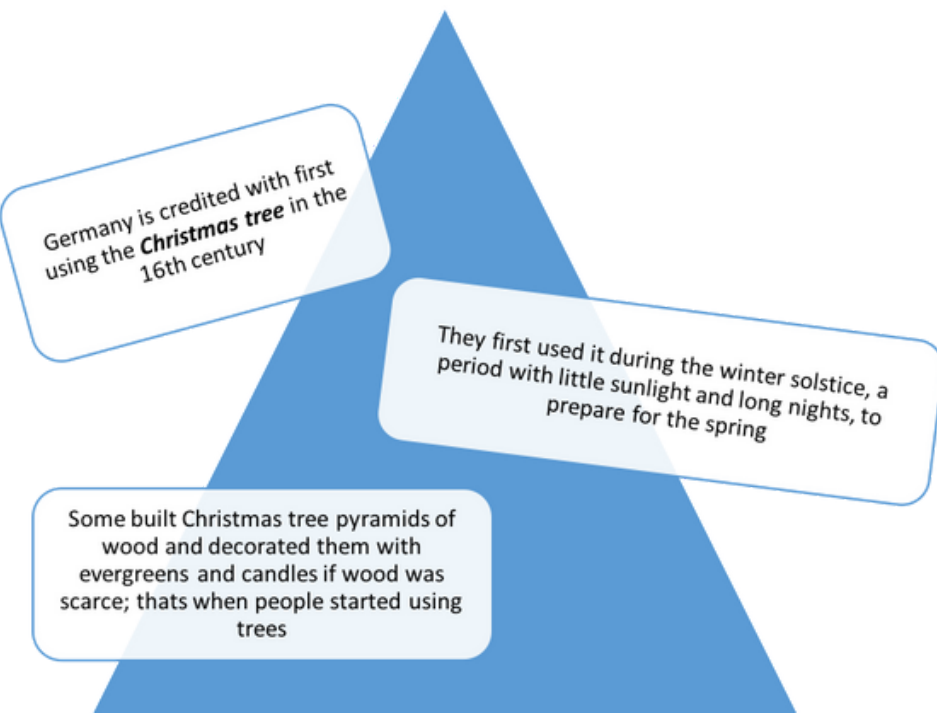 Germany is credited with first
using the Christmas tree in the
16th century
They first used it during the winter solstice, a
period with little sunlight and long nights, to
prepare for the spring
Some built Christmas tree pyramids of
wood and decorated them with
evergreens and candles if wood was
scarce; thats when people started using
trees